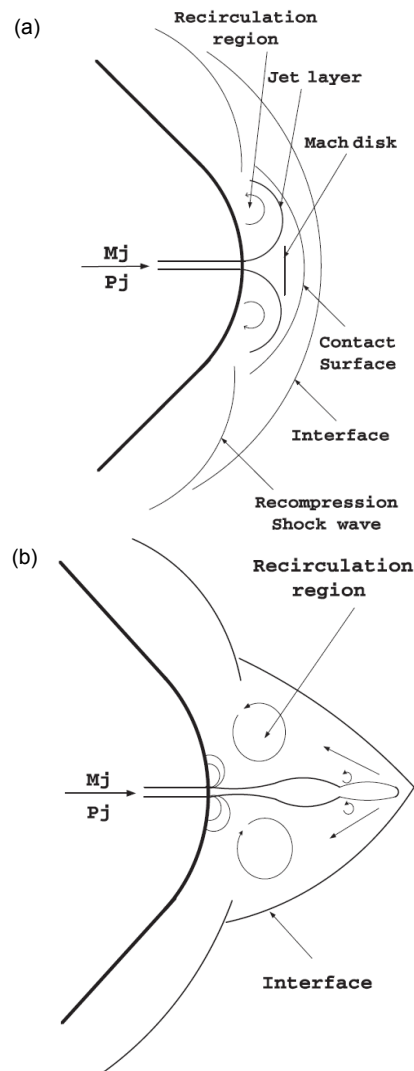 (a)
Recirculation
region
Jet layer
Mach disk
Mj
Pj
Contact
Surface
Interface
Recompression
Shock wave
(b)
Recirculation
region
Mj
Pj
Interface